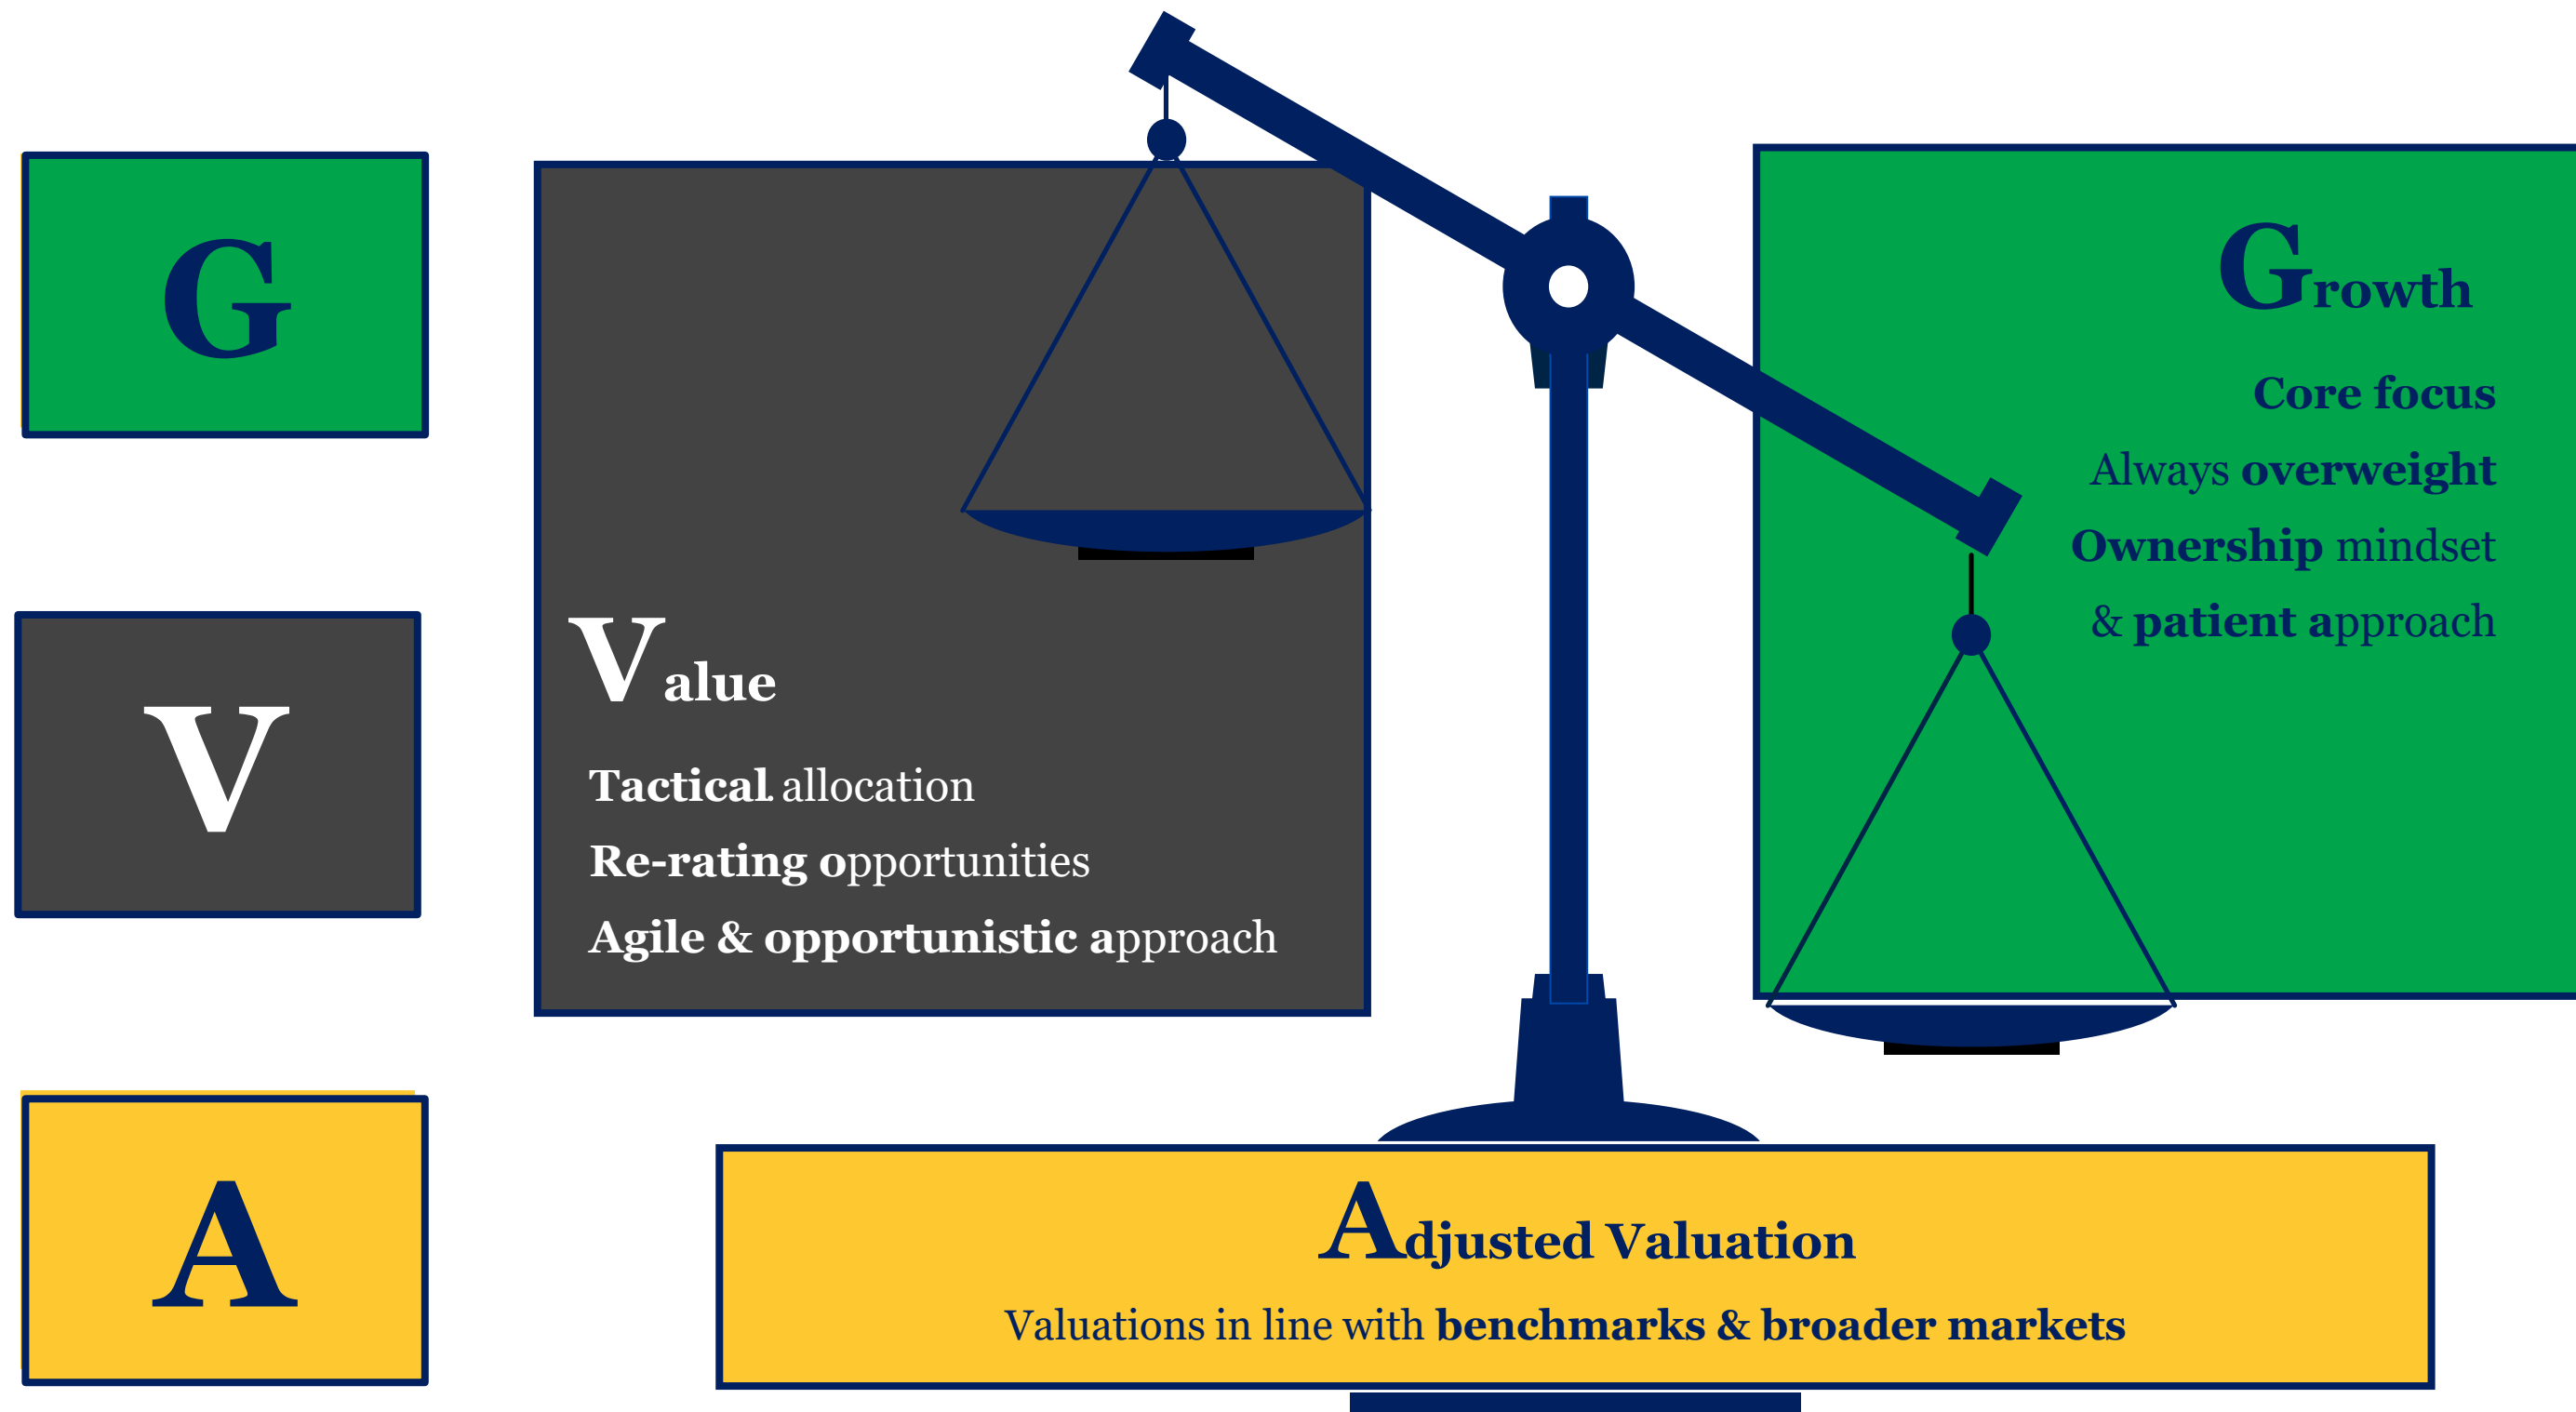 G
V
A
Value
Tactical. allocation
Re-rating opportunities
Agile & opportunistic approach
Growth
Core focus
Always overweight
Ownership mindset
& patient approach
Adjusted Valuation
Valuations in line with benchmarks & broader markets